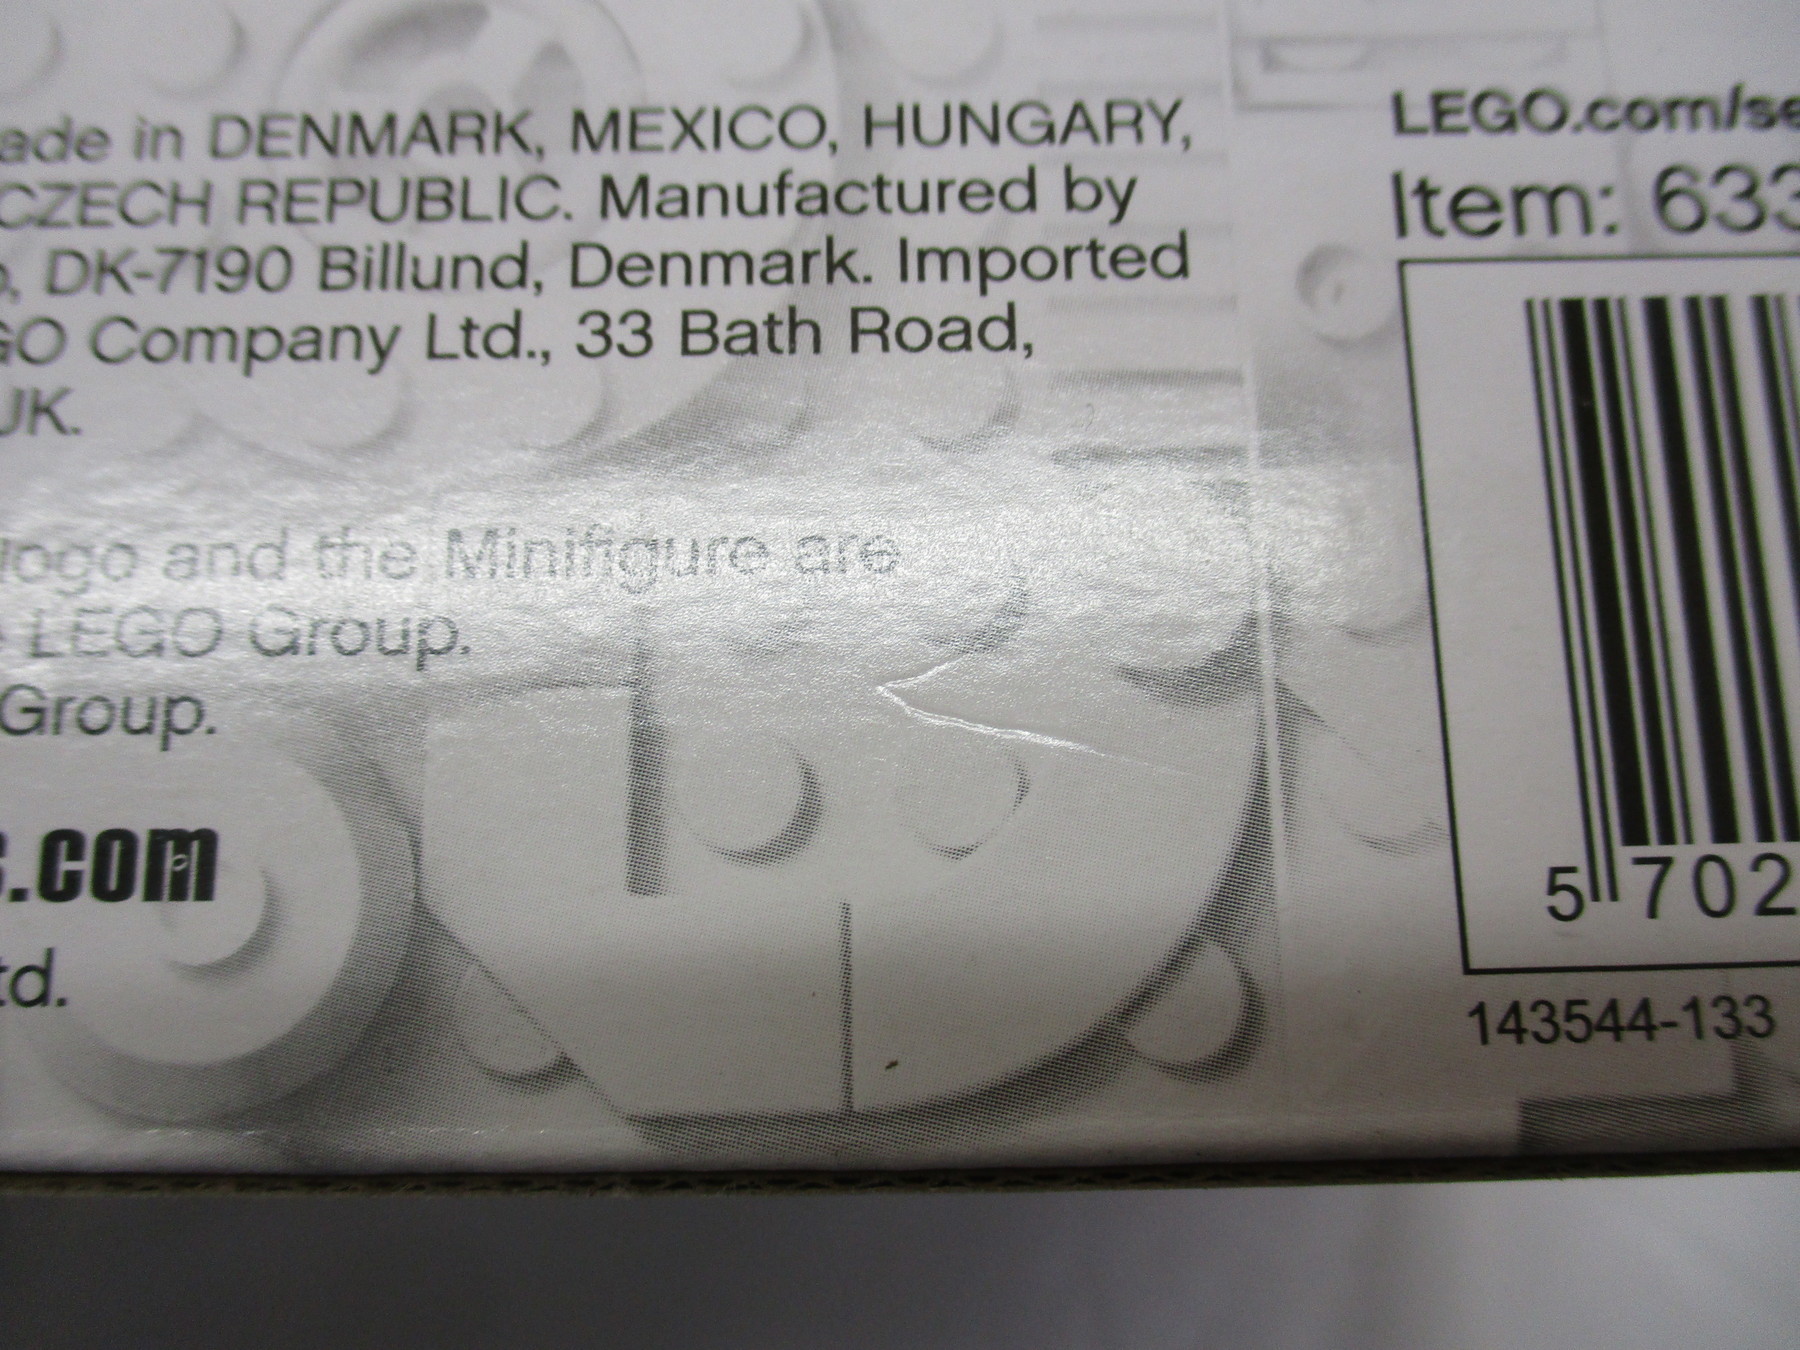 ade in DENMARK, MEXICO, HUNGARY,
CZECH REPUBLIC. Manufactured by
, DK-7190 Billund, Denmark. Imported
GO Company Ltd., 33 Bath Road,
UK.
logo and the Minifigure are
LEGO Group.
Group.
s.com
td.
LEGO.com/se
Item: 633
5 702
143544-133